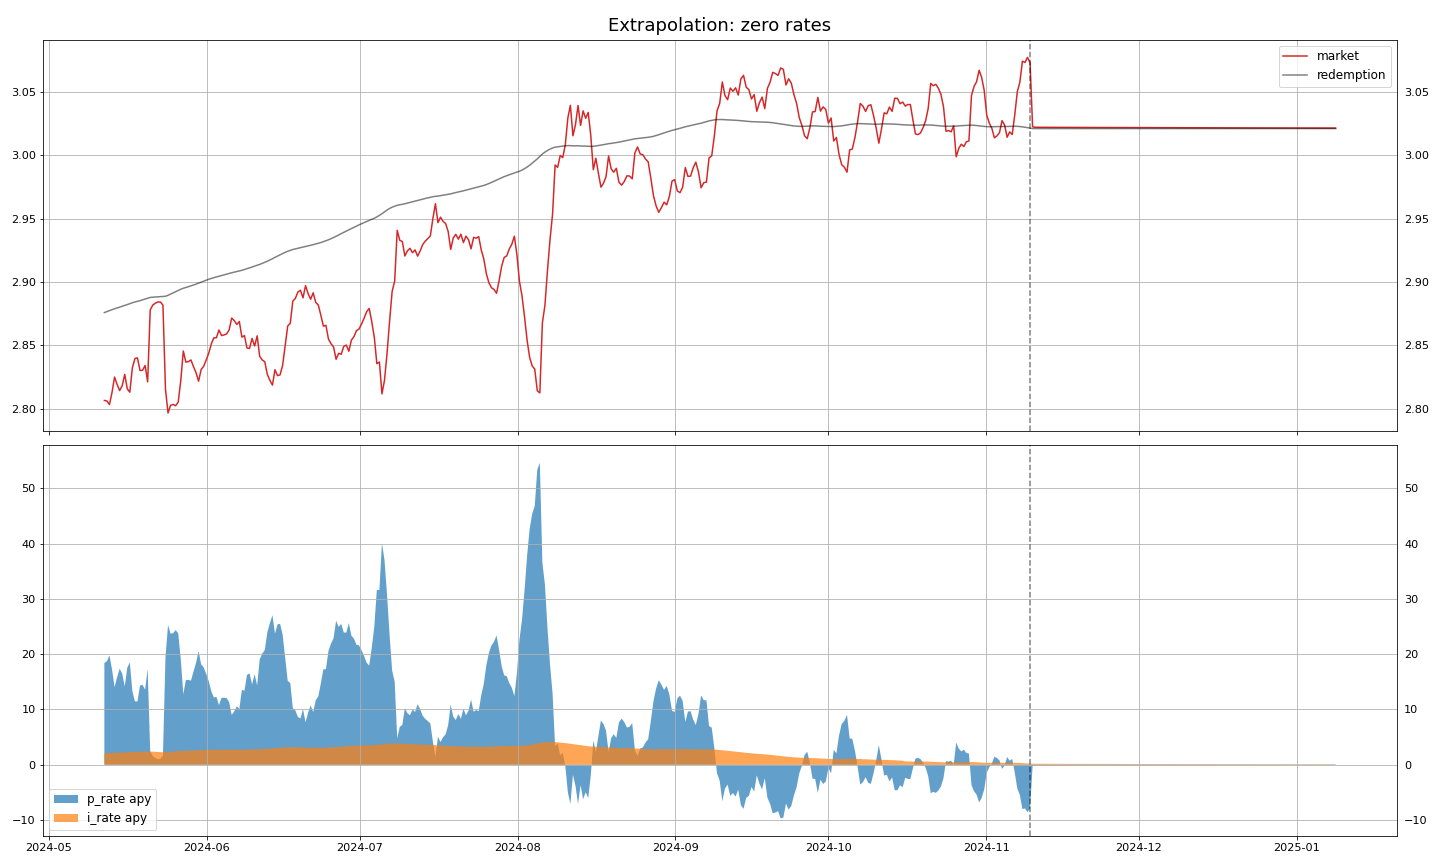 Extrapolation: zero rates
market
redemption
3.05 3.05
3.00 3.00
2.95 2.95
2.90 2.90
2.85 2.85
2.80 2.80
50 50
40 40
30 30
20 20
10 10
0 0
−10 −10
p_rate apy
i_rate apy
2024-05 2024-06 2024-07 2024-08 2024-09 2024-10 2024-11 2024-12 2025-01